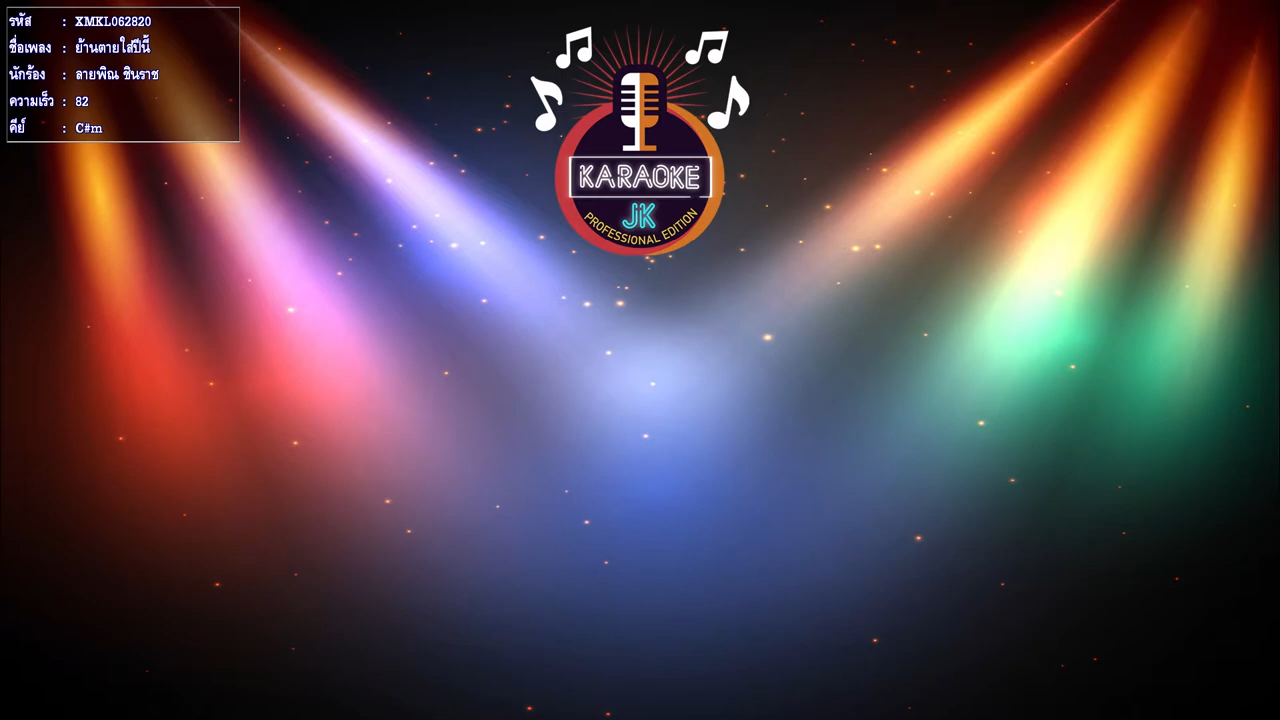 รหัส : XMKL062820
ชื่อเพลง : ย้านตายใส่ปีนี้
นักร้อง : ลายพิณ ชินราช
ความเร็ว : 82
คีย์ : C#m
KARAOKE
JK
PROFESSIONAL EDITION